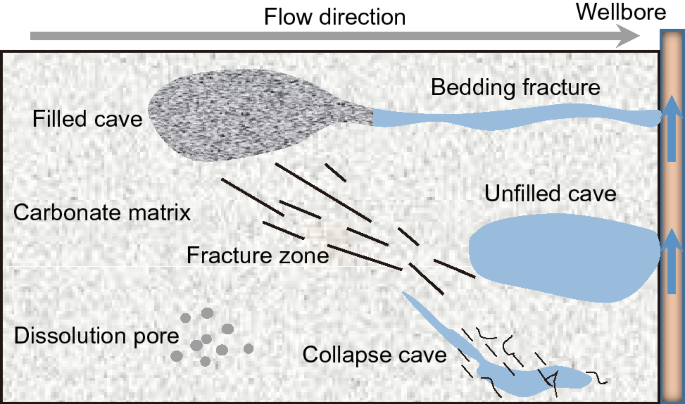 Flow direction
Wellbore
Bedding fracture
Filled cave
Unfilled cave
Carbonate matrix
Fracture zone
Dissolution pore
Collapse cave